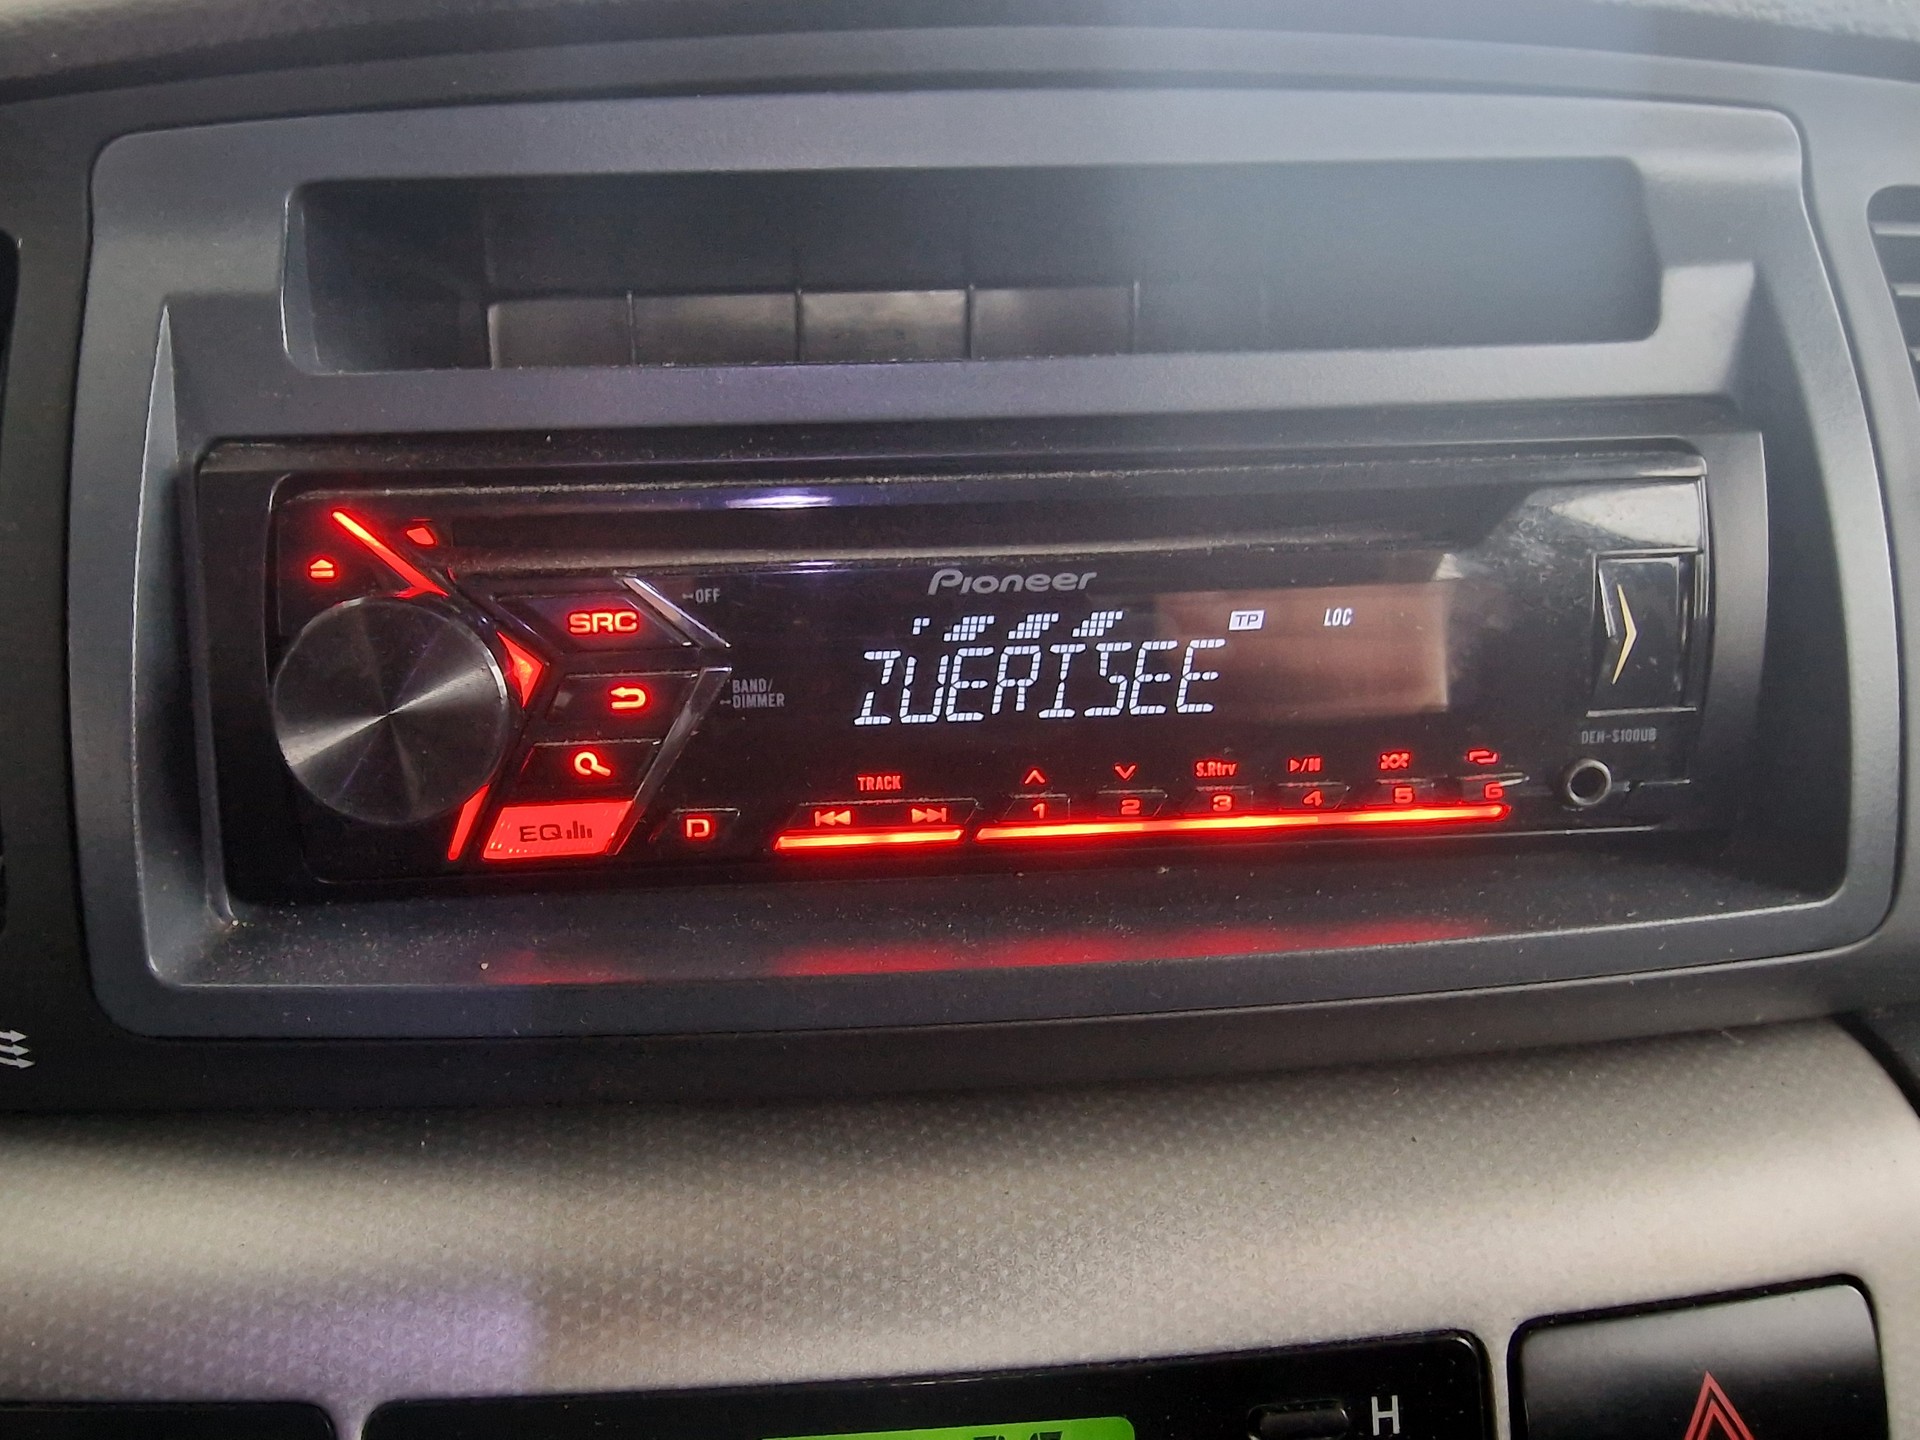 Pioneer
SRC
OFF
TP
LOC
ZUERISEE
BAND/
DIMMER
DEH-S100UB
TRACK
S.Rtrv
1 2 3 4 5 6
EQ
D
H